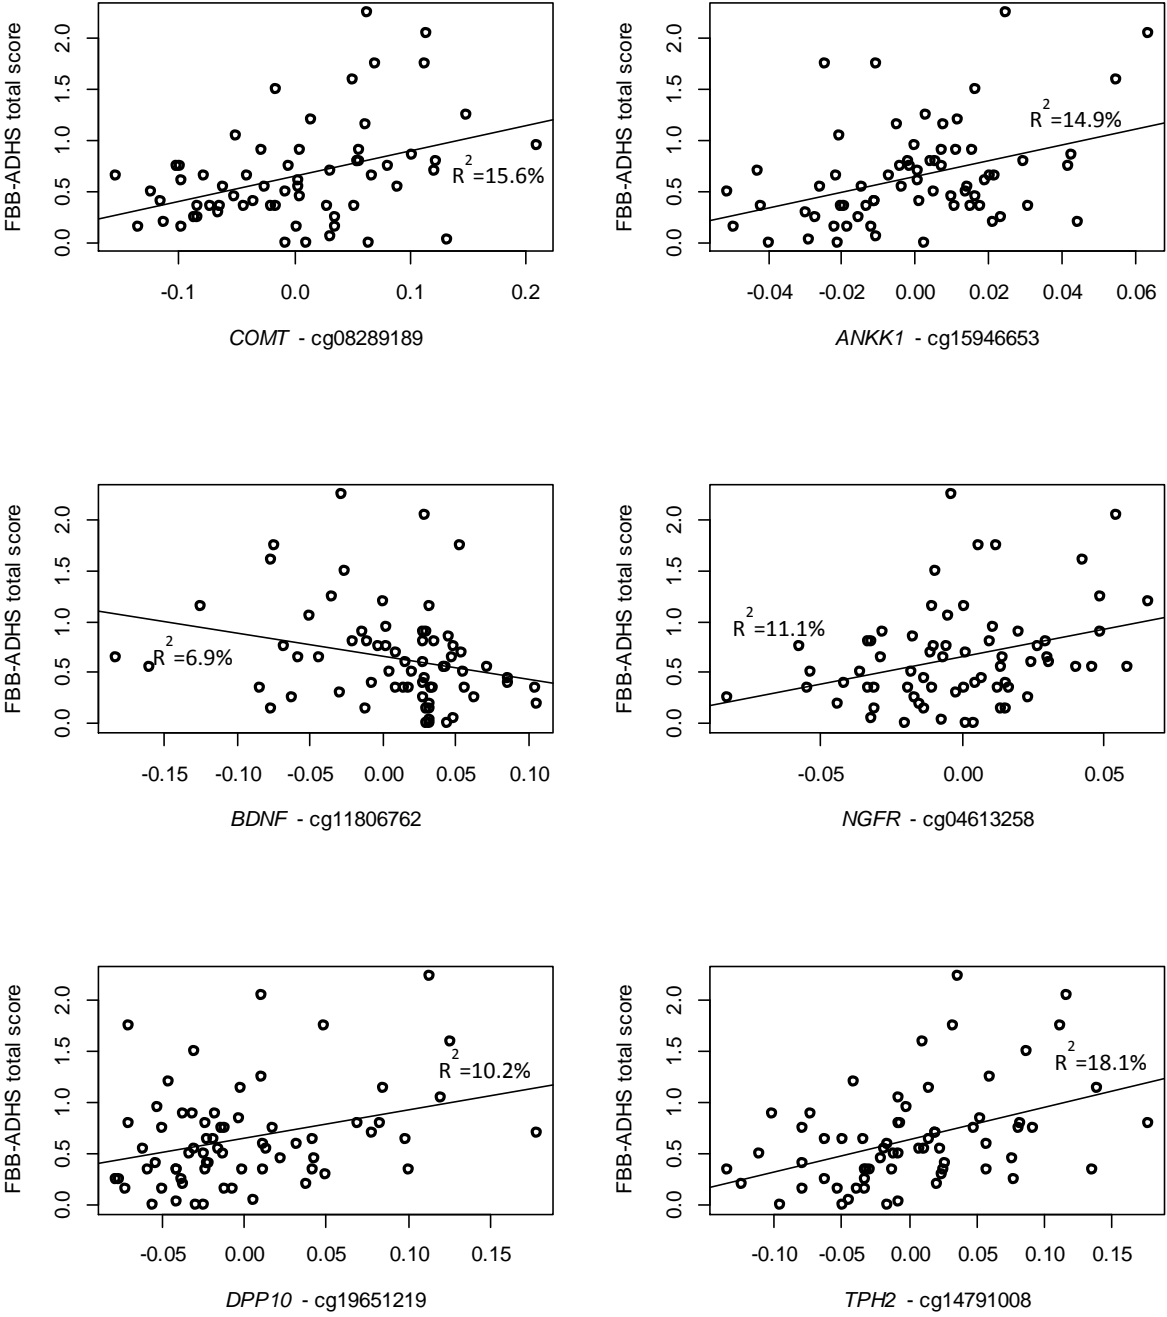 FBB-ADHS total score
0.0 0.5 1.0 1.5 2.0
R2=15.6%
-0.1 0.0 0.1 0.2
COMT - cg08289189
FBB-ADHS total score
0.0 0.5 1.0 1.5 2.0
R2=14.9%
-0.04 -0.02 0.00 0.02 0.04 0.06
ANKK1 - cg15946653
FBB-ADHS total score
0.0 0.5 1.0 1.5 2.0
R2=6.9%
-0.15 -0.10 -0.05 0.00 0.05 0.10
BDNF - cg11806762
FBB-ADHS total score
0.0 0.5 1.0 1.5 2.0
R2=11.1%
-0.05 0.00 0.05
NGFR - cg04613258
FBB-ADHS total score
0.0 0.5 1.0 1.5 2.0
R2=10.2%
-0.05 0.00 0.05 0.10 0.15
DPP10 - cg19651219
FBB-ADHS total score
0.0 0.5 1.0 1.5 2.0
R2=18.1%
-0.10 -0.05 0.00 0.05 0.10 0.15
TPH2 - cg14791008